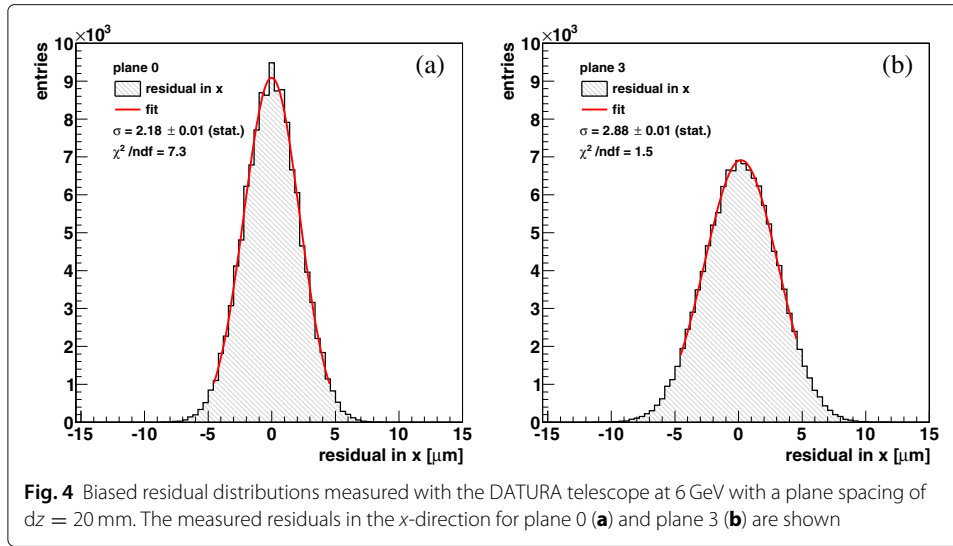 ×10³
10
9
8
7
6
5
4
3
2
1
0
entries
plane 0
residual in x
fit
σ = 2.18 ± 0.01 (stat.)
χ² /ndf = 7.3
(a)
-15 -10 -5 0 5 10 15
residual in x [μm]
×10³
10
9
8
7
6
5
4
3
2
1
0
entries
plane 3
residual in x
fit
σ = 2.88 ± 0.01 (stat.)
χ² /ndf = 1.5
(b)
-15 -10 -5 0 5 10 15
residual in x [μm]
Fig. 4 Biased residual distributions measured with the DATURA telescope at 6 GeV with a plane spacing of
dz = 20 mm. The measured residuals in the x-direction for plane 0 (a) and plane 3 (b) are shown